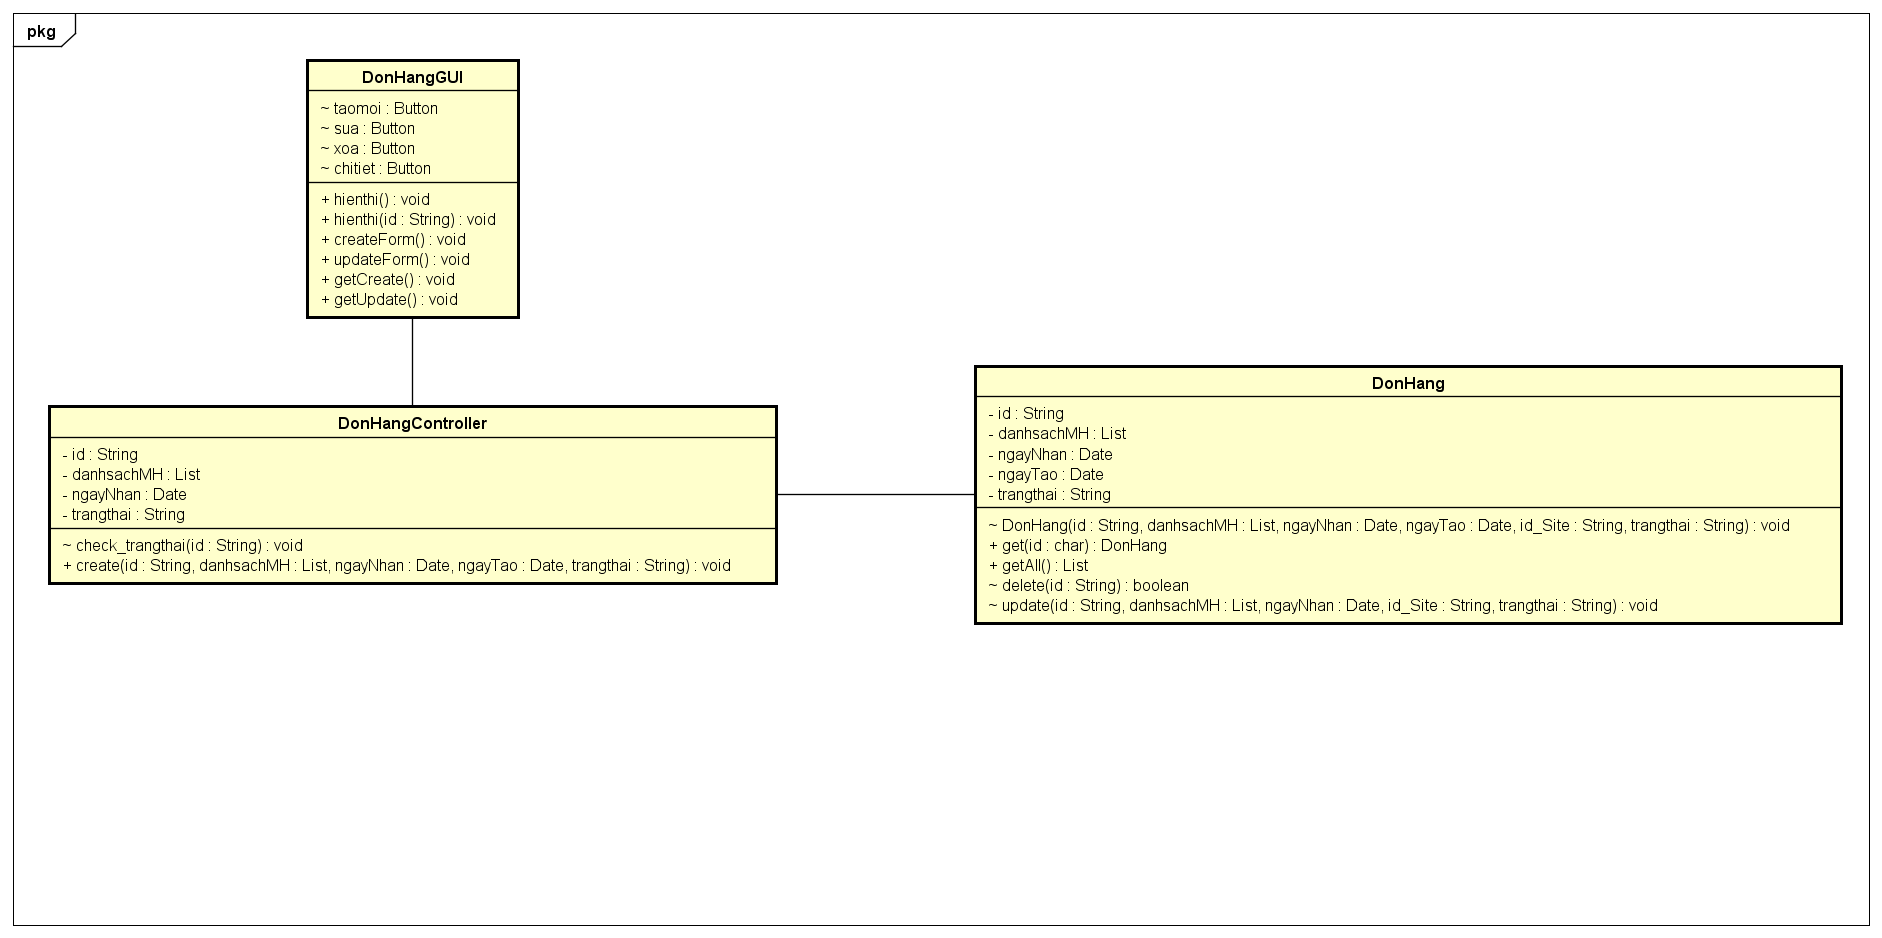 pkg
DonHangGUI
~ taomoi : Button
~ sua : Button
~ xoa : Button
~ chitiet : Button
+ hienthi() : void
+ hienthi(id : String) : void
+ createForm() : void
+ updateForm() : void
+ getCreate() : void
+ getUpdate() : void
DonHangController
- id : String
- danhsachMH : List
- ngayNhan : Date
- trangthai : String
~ check_trangthai(id : String) : void
+ create(id : String, danhsachMH : List, ngayNhan : Date, ngayTao : Date, trangthai : String) : void
DonHang
- id : String
- danhsachMH : List
- ngayNhan : Date
- ngayTao : Date
- trangthai : String
~ DonHang(id : String, danhsachMH : List, ngayNhan : Date, ngayTao : Date, id_Site : String, trangthai : String) : void
+ get(id : char) : DonHang
+ getAll() : List
~ delete(id : String) : boolean
~ update(id : String, danhsachMH : List, ngayNhan : Date, id_Site : String, trangthai : String) : void